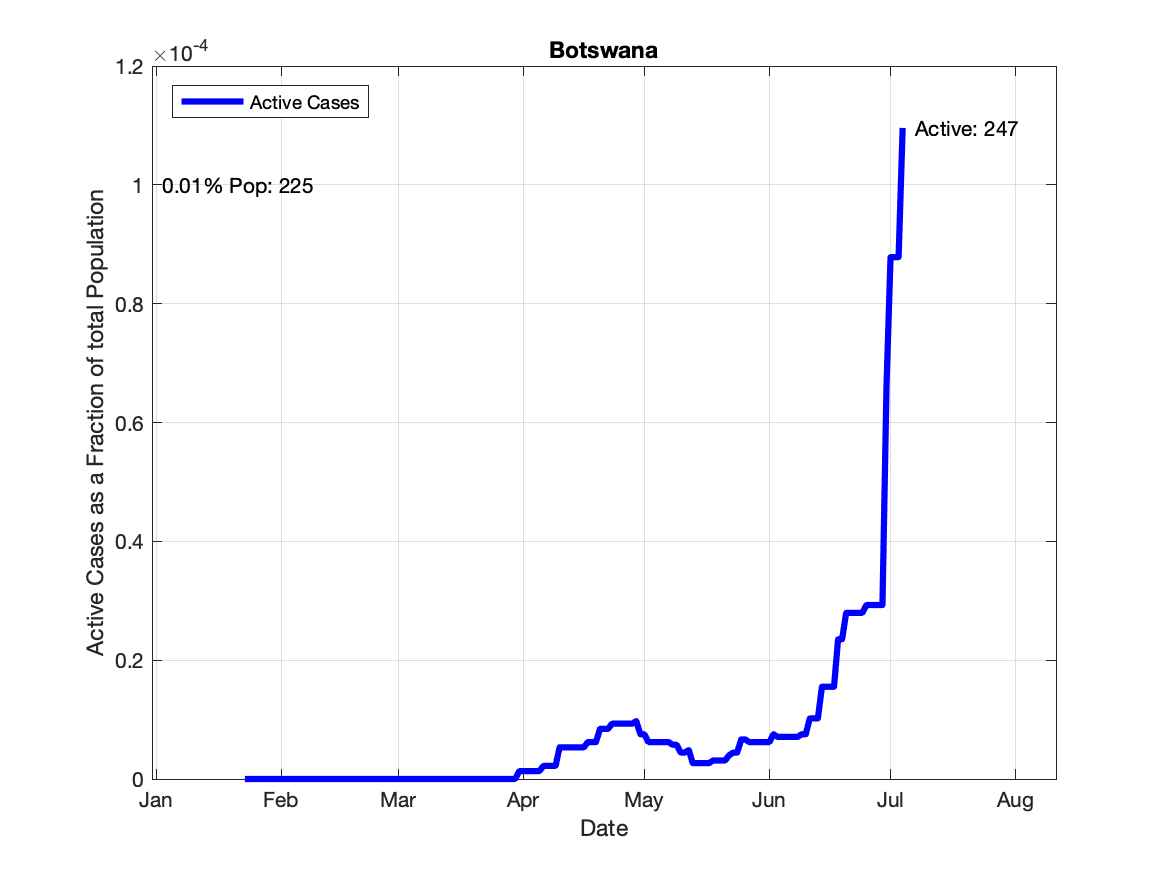 Botswana
×10-4
Active Cases
Active: 247
0.01% Pop: 225
1.2
1
0.8
0.6
0.4
0.2
0
Active Cases as a Fraction of total Population
Jan Feb Mar Apr May Jun Jul Aug
Date